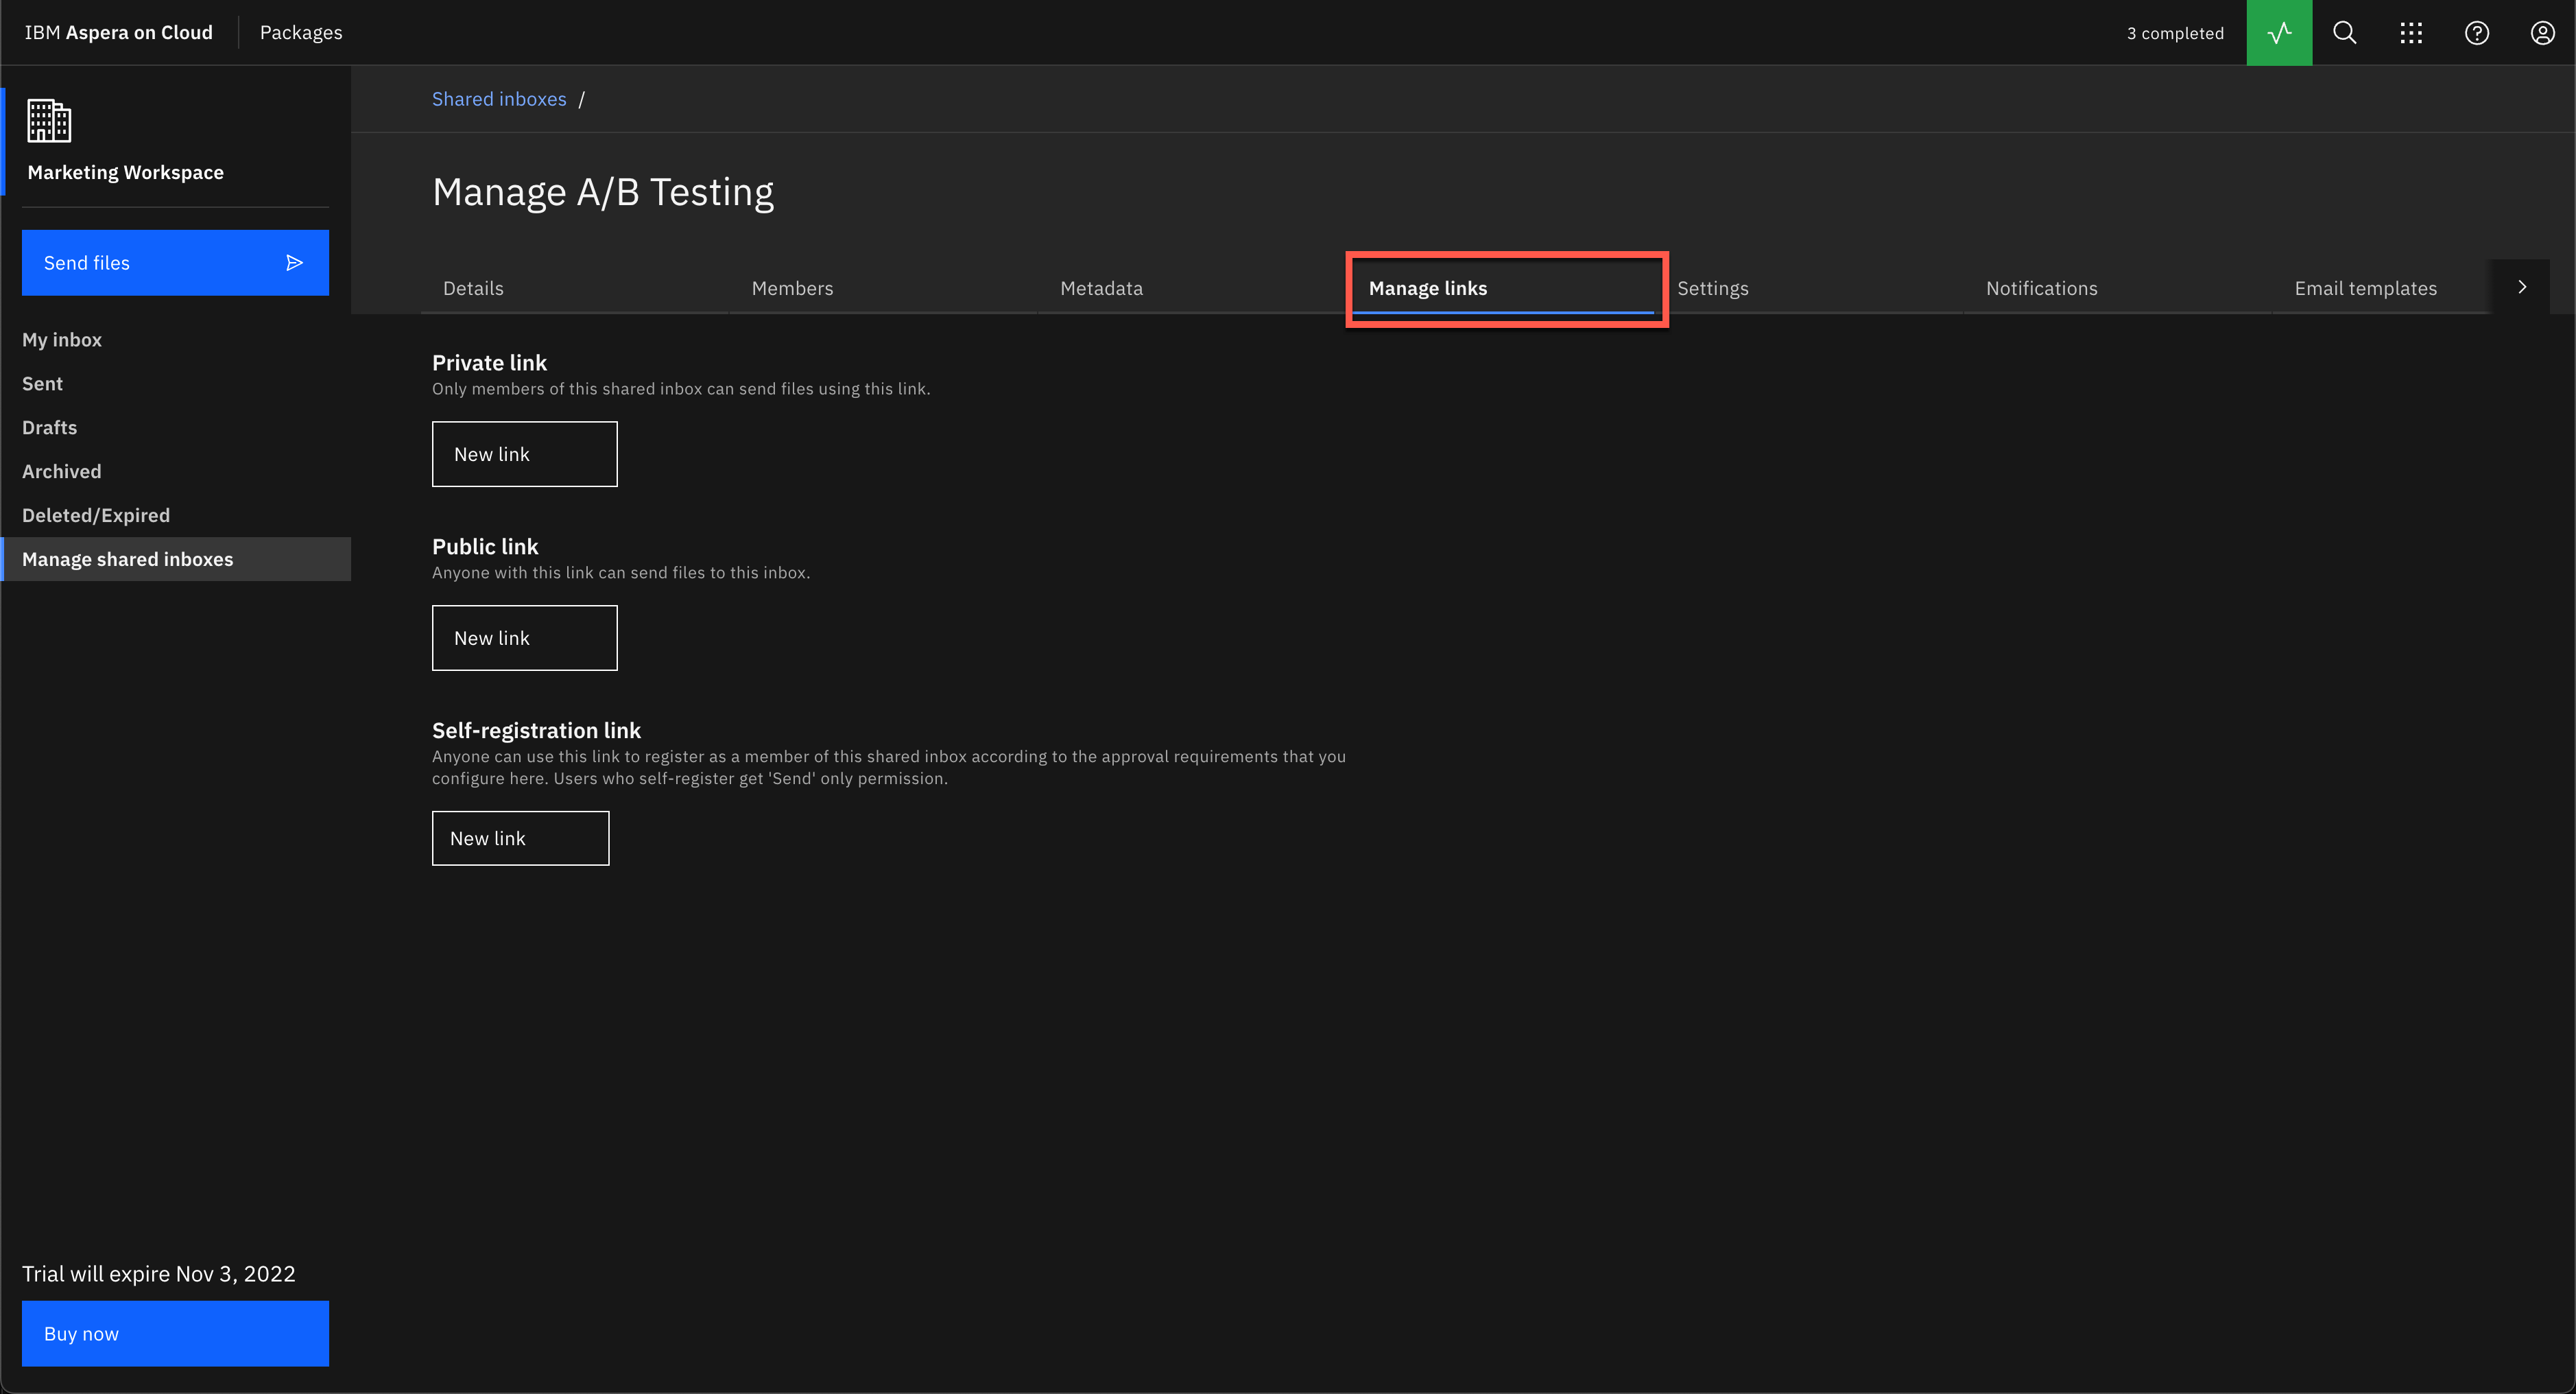 IBM Aspera on Cloud
Packages
3 completed
Marketing Workspace
Send files
My inbox
Sent
Drafts
Archived
Deleted/Expired
Manage shared inboxes
Trial will expire Nov 3, 2022
Buy now
Shared inboxes /
Manage A/B Testing
Details
Members
Metadata
Manage links
Settings
Notifications
Email templates
Private link
Only members of this shared inbox can send files using this link.
New link
Public link
Anyone with this link can send files to this inbox.
New link
Self-registration link
Anyone can use this link to register as a member of this shared inbox according to the approval requirements that you
configure here. Users who self-register get 'Send' only permission.
New link